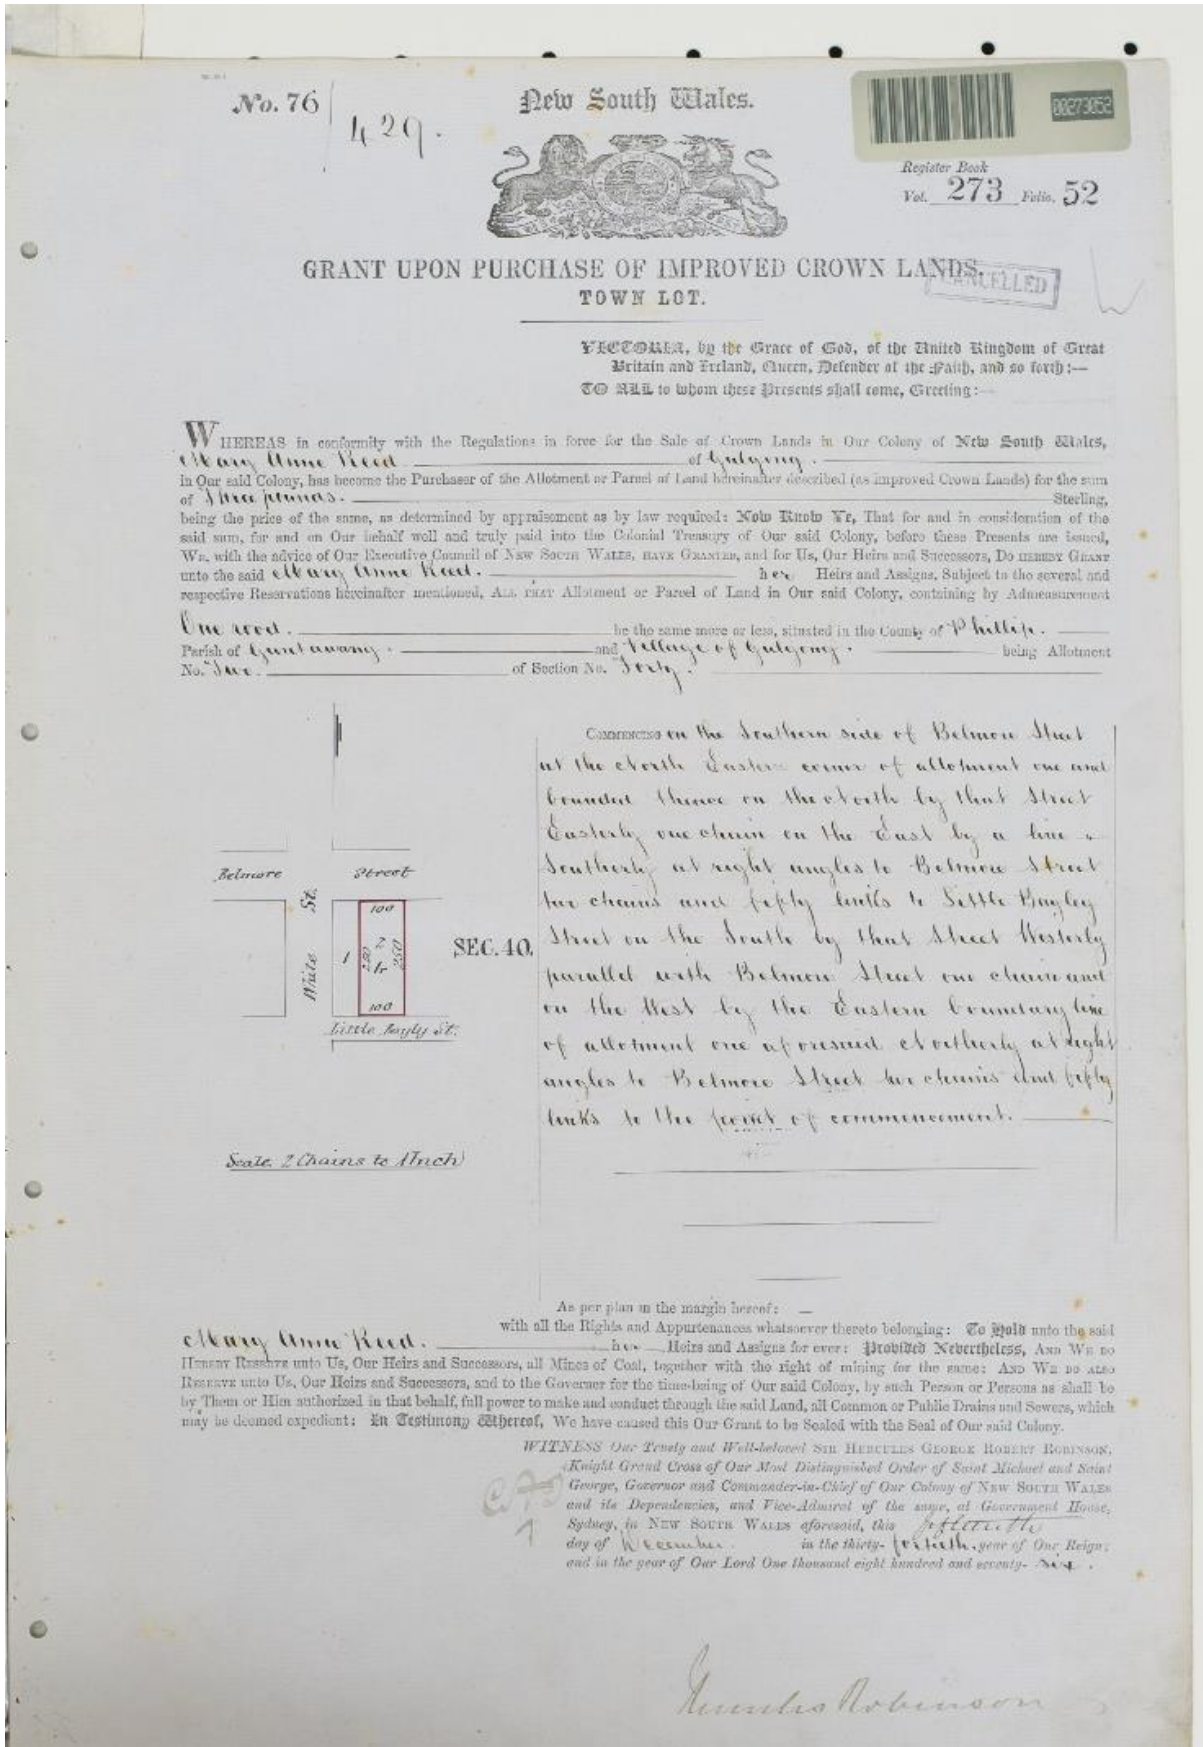 No. 76/429.
New South Wales.
00273052
Register Book
Vol. 273 Folio. 52
GRANT UPON PURCHASE OF IMPROVED CROWN LANDS.
CANCELLED
TOWN LOT.
VICTORIA, by the Grace of God, of the United Kingdom of Great
Britain and Ireland, Queen, Defender of the Faith, and so forth:—
TO ALL to whom these Presents shall come, Greeting:—
WHEREAS in conformity with the Regulations in force for the Sale of Crown Lands in Our Colony of New South Wales,
Mary Anne Reed of Gulgong.
in Our said Colony, has become the Purchaser of the Allotment or Parcel of Land hereinafter described (as improved Crown Lands) for the sum
of Three pounds. Sterling,
being the price of the same, as determined by appraisement as by law required: Now Know Ye, That for and in consideration of the
said sum, for and on Our behalf well and truly paid into the Colonial Treasury of Our said Colony, before these Presents are issued,
WE, with the advice of Our Executive Council of NEW SOUTH WALES, HAVE GRANTED, and for Us, Our Heirs and Successors, DO HEREBY GRANT
unto the said Mary Anne Reed. her Heirs and Assigns, Subject to the several and
respective Reservations hereinafter mentioned, ALL THAT Allotment or Parcel of Land in Our said Colony, containing by Admeasurement
One rood. be the same more or less, situated in the County of Phillip.
Parish of Guntawang. and Village of Gulgong. being Allotment
No. Two. of Section No. Forty.
COMMENCING on the Southern side of Belmore Street
at the North Eastern corner of allotment one and
bounded thence on the North by that Street
Easterly one chain on the East by a line
Southerly at right angles to Belmore Street
two chains and fifty links to Little Bayley
Street on the South by that Street Westerly
parallel with Belmore Street one chain and
on the West by the Eastern boundary line
of allotment one aforesaid Northerly at right
angles to Belmore Street two chains and fifty
links to the point of commencement.
Belmore Street
White St.
100
1
250
2
1r
250
100
SEC. 40.
Little Bayly St.
Scale 2 Chains to 1 Inch
As per plan in the margin hereof: —
with all the Rights and Appurtenances whatsoever thereto belonging: To Hold unto the said
Mary Anne Reed. her Heirs and Assigns for ever: Provided Nevertheless, AND WE DO
HEREBY RESERVE unto Us, Our Heirs and Successors, all Mines of Coal, together with the right of mining for the same: AND WE DO ALSO
RESERVE unto Us, Our Heirs and Successors, and to the Governor for the time-being of Our said Colony, by such Person or Persons as shall be
by Them or Him authorized in that behalf, full power to make and conduct through the said Land, all Common or Public Drains and Sewers, which
may be deemed expedient: In Testimony Whereof, We have caused this Our Grant to be Sealed with the Seal of Our said Colony.
WITNESS Our Trusty and Well-beloved SIR HERCULES GEORGE ROBERT ROBINSON,
Knight Grand Cross of Our Most Distinguished Order of Saint Michael and Saint
George, Governor and Commander-in-Chief of Our Colony of NEW SOUTH WALES
and its Dependencies, and Vice-Admiral of the same, at Government House,
Sydney, in NEW SOUTH WALES aforesaid, this fifteenth
day of December. in the thirty- fortieth. year of Our Reign;
and in the year of Our Lord One thousand eight hundred and seventy- six.
Hercules Robinson